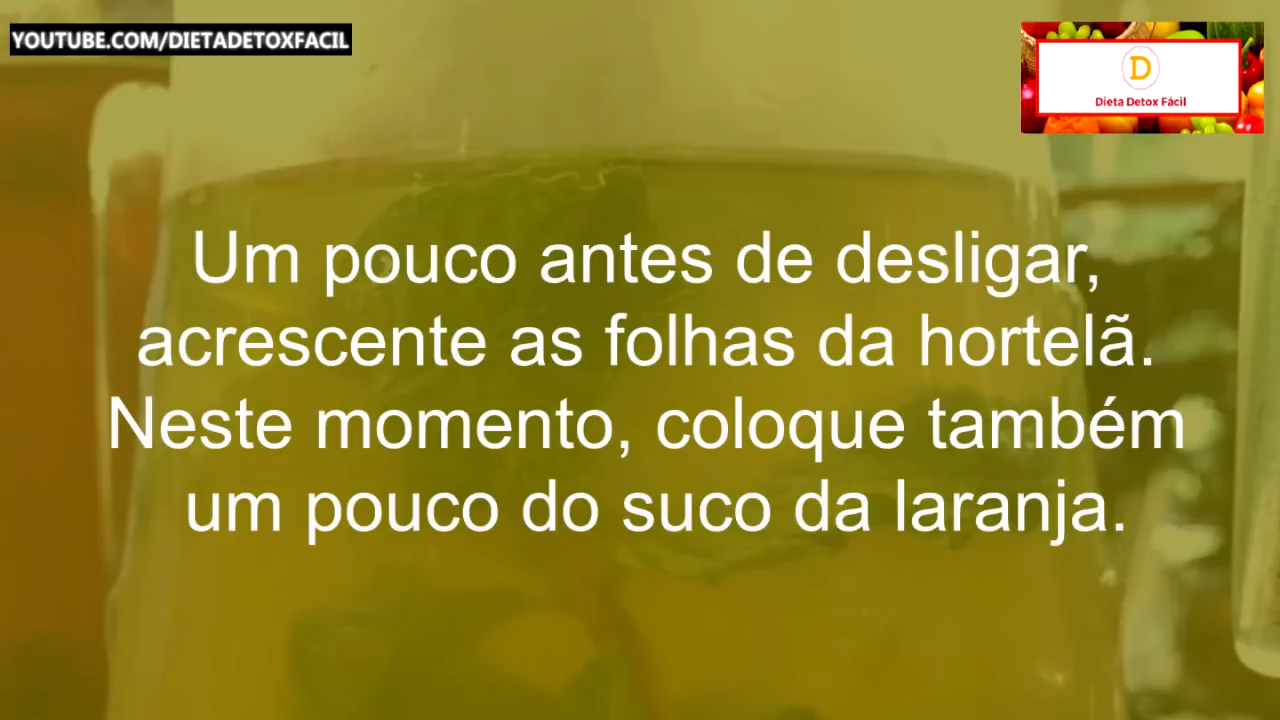 YOUTUBE.COM/DIETADETOXFACIL
D
Dieta Detox Fácil
Um pouco antes de desligar,
acrescente as folhas da hortelã.
Neste momento, coloque também
um pouco do suco da laranja.